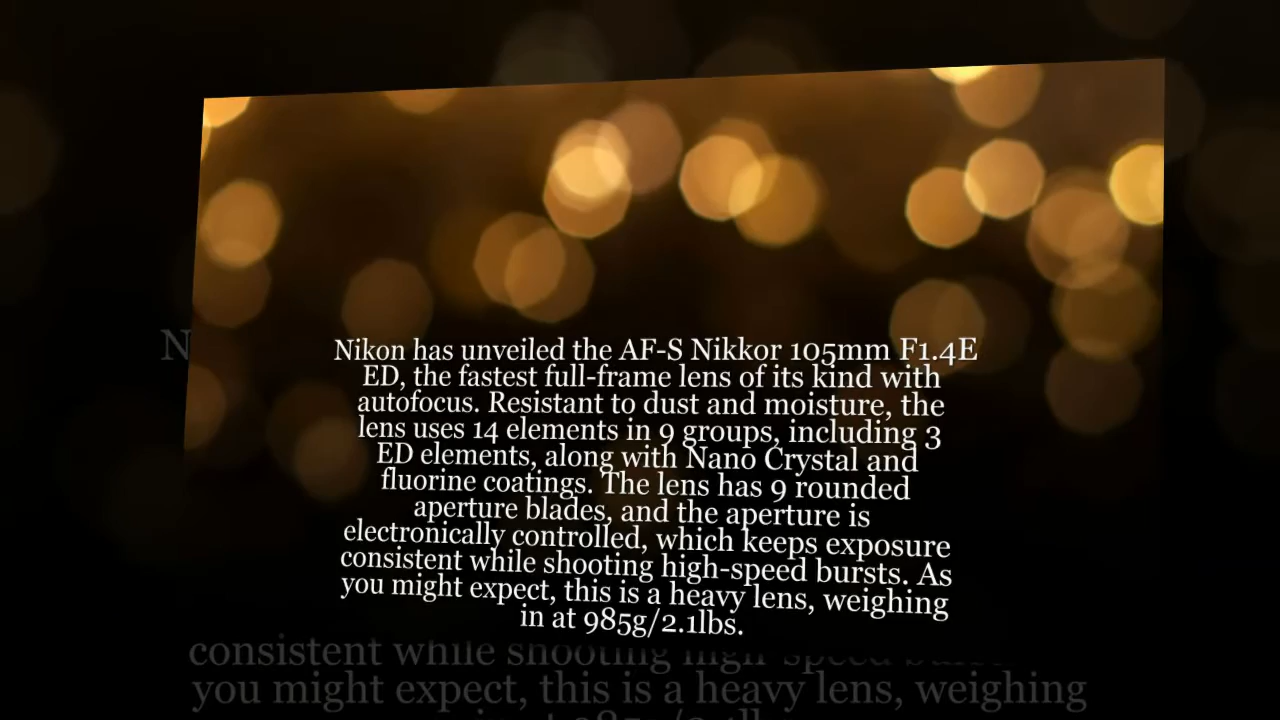 Nikon has unveiled the AF-S Nikkor 105mm F1.4E
ED, the fastest full-frame lens of its kind with
autofocus. Resistant to dust and moisture, the
lens uses 14 elements in 9 groups, including 3
ED elements, along with Nano Crystal and
fluorine coatings. The lens has 9 rounded
aperture blades, and the aperture is
electronically controlled, which keeps exposure
consistent while shooting high-speed bursts. As
you might expect, this is a heavy lens, weighing
in at 985g/2.1lbs.
N
consistent while shooting high-speed
you might expect, this is a heavy lens, weighing